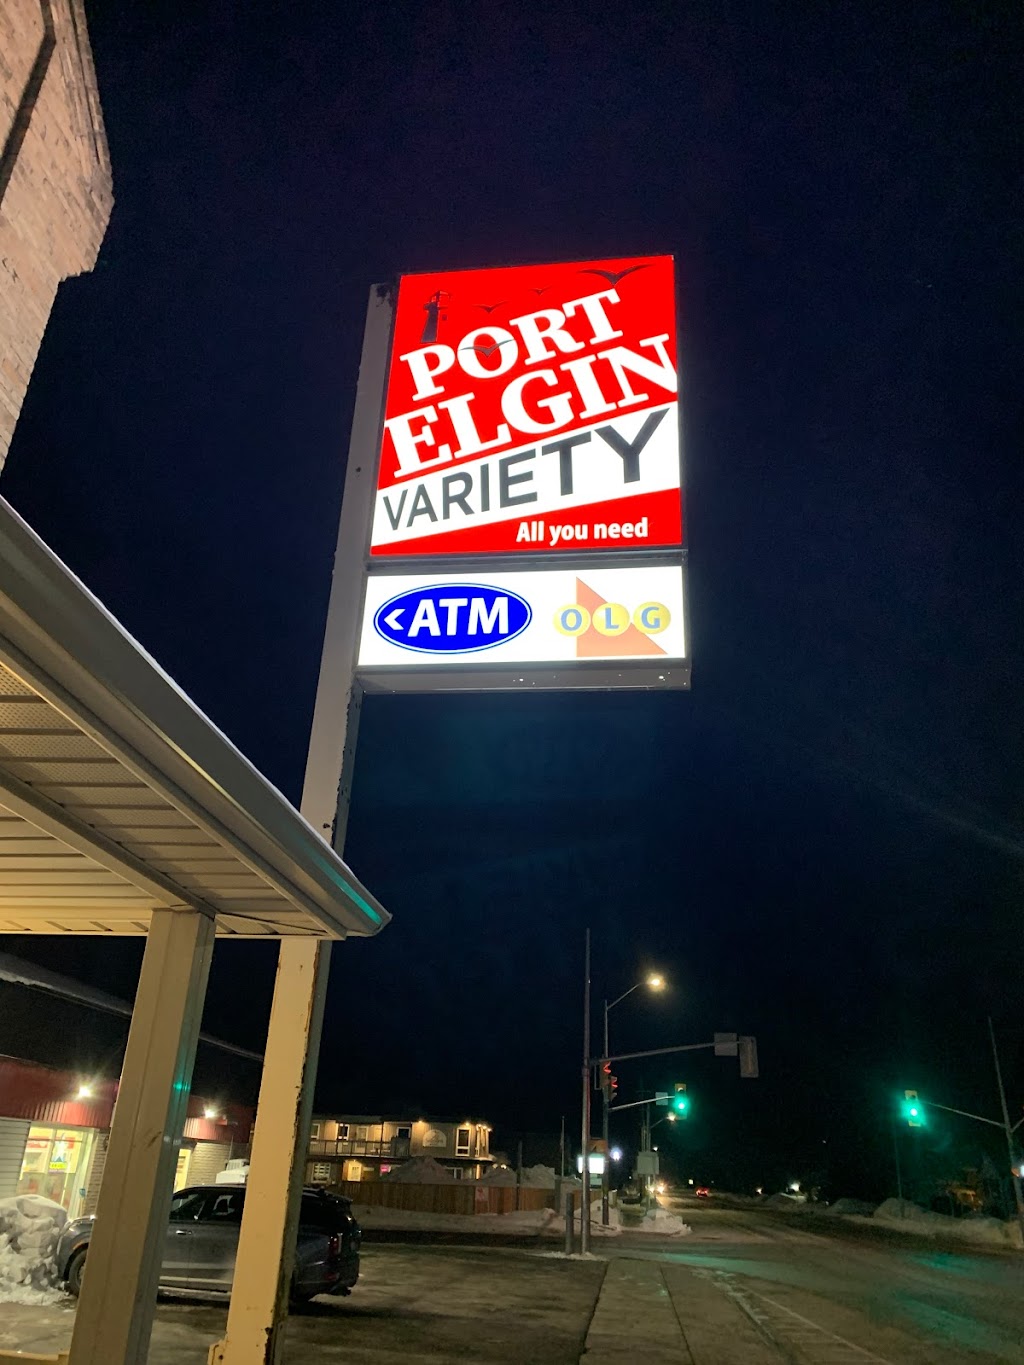 PORT
ELGIN
VARIETY
All you need
<ATM
OLG